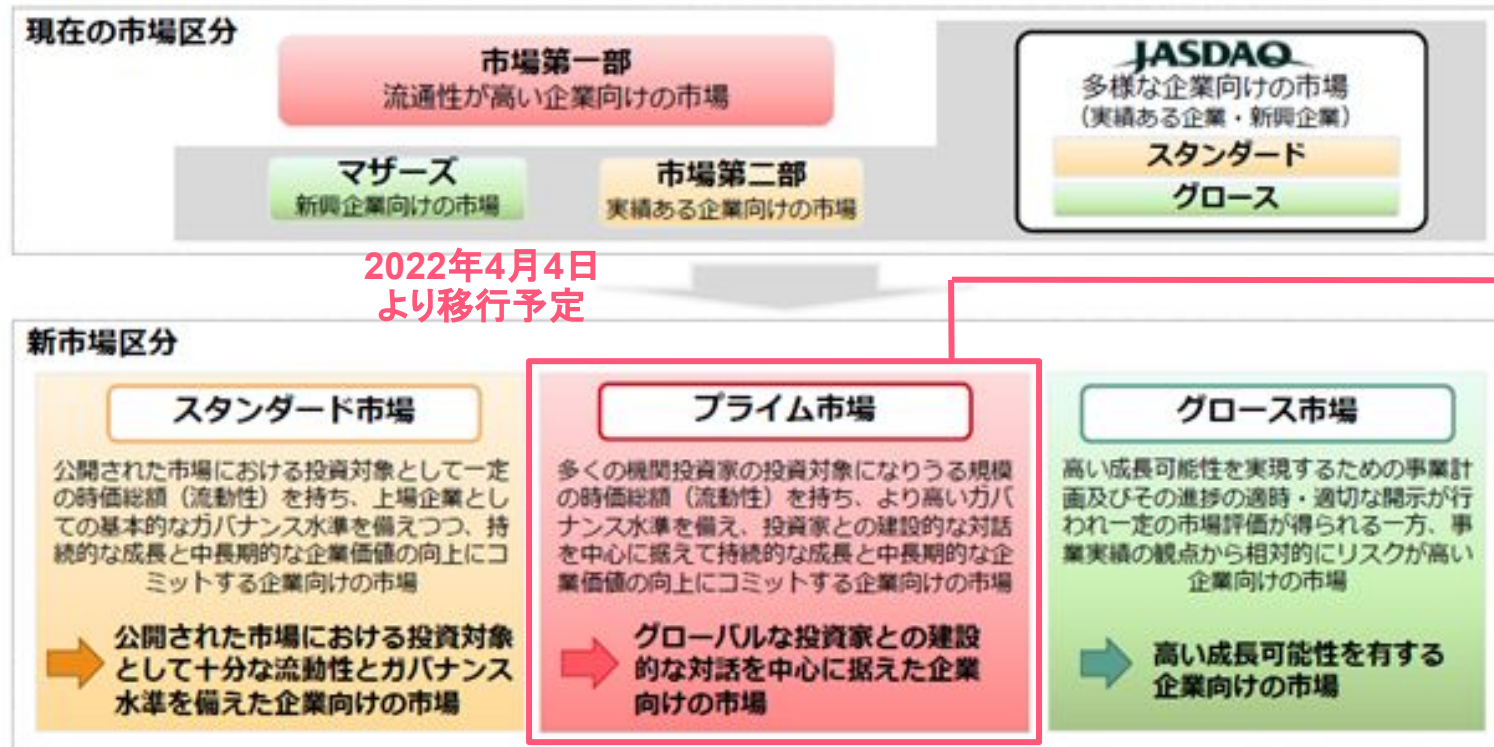 現在の市場区分
市場第一部
流通性が高い企業向けの市場
マザーズ
新興企業向けの市場
市場第二部
実績ある企業向けの市場
JASDAQ
多様な企業向けの市場
（実績ある企業・新興企業）
スタンダード
グロース
2022年4月4日
より移行予定
新市場区分
スタンダード市場
公開された市場における投資対象として一定
の時価総額（流動性）を持ち、上場企業とし
ての基本的なガバナンス水準を備えつつ、持
続的な成長と中長期的な企業価値の向上にコ
ミットする企業向けの市場
公開された市場における投資対象
として十分な流動性とガバナンス
水準を備えた企業向けの市場
プライム市場
多くの機関投資家の投資対象になりうる規模
の時価総額（流動性）を持ち、より高いガバ
ナンス水準を備え、投資家との建設的な対話
を中心に据えて持続的な成長と中長期的な企
業価値の向上にコミットする企業向けの市場
グローバルな投資家との建設
的な対話を中心に据えた企業
向けの市場
グロース市場
高い成長可能性を実現するための事業計
画及びその進捗の適時・適切な開示が行
われ一定の市場評価が得られる一方、事
業実績の観点から相対的にリスクが高い
企業向けの市場
高い成長可能性を有する
企業向けの市場